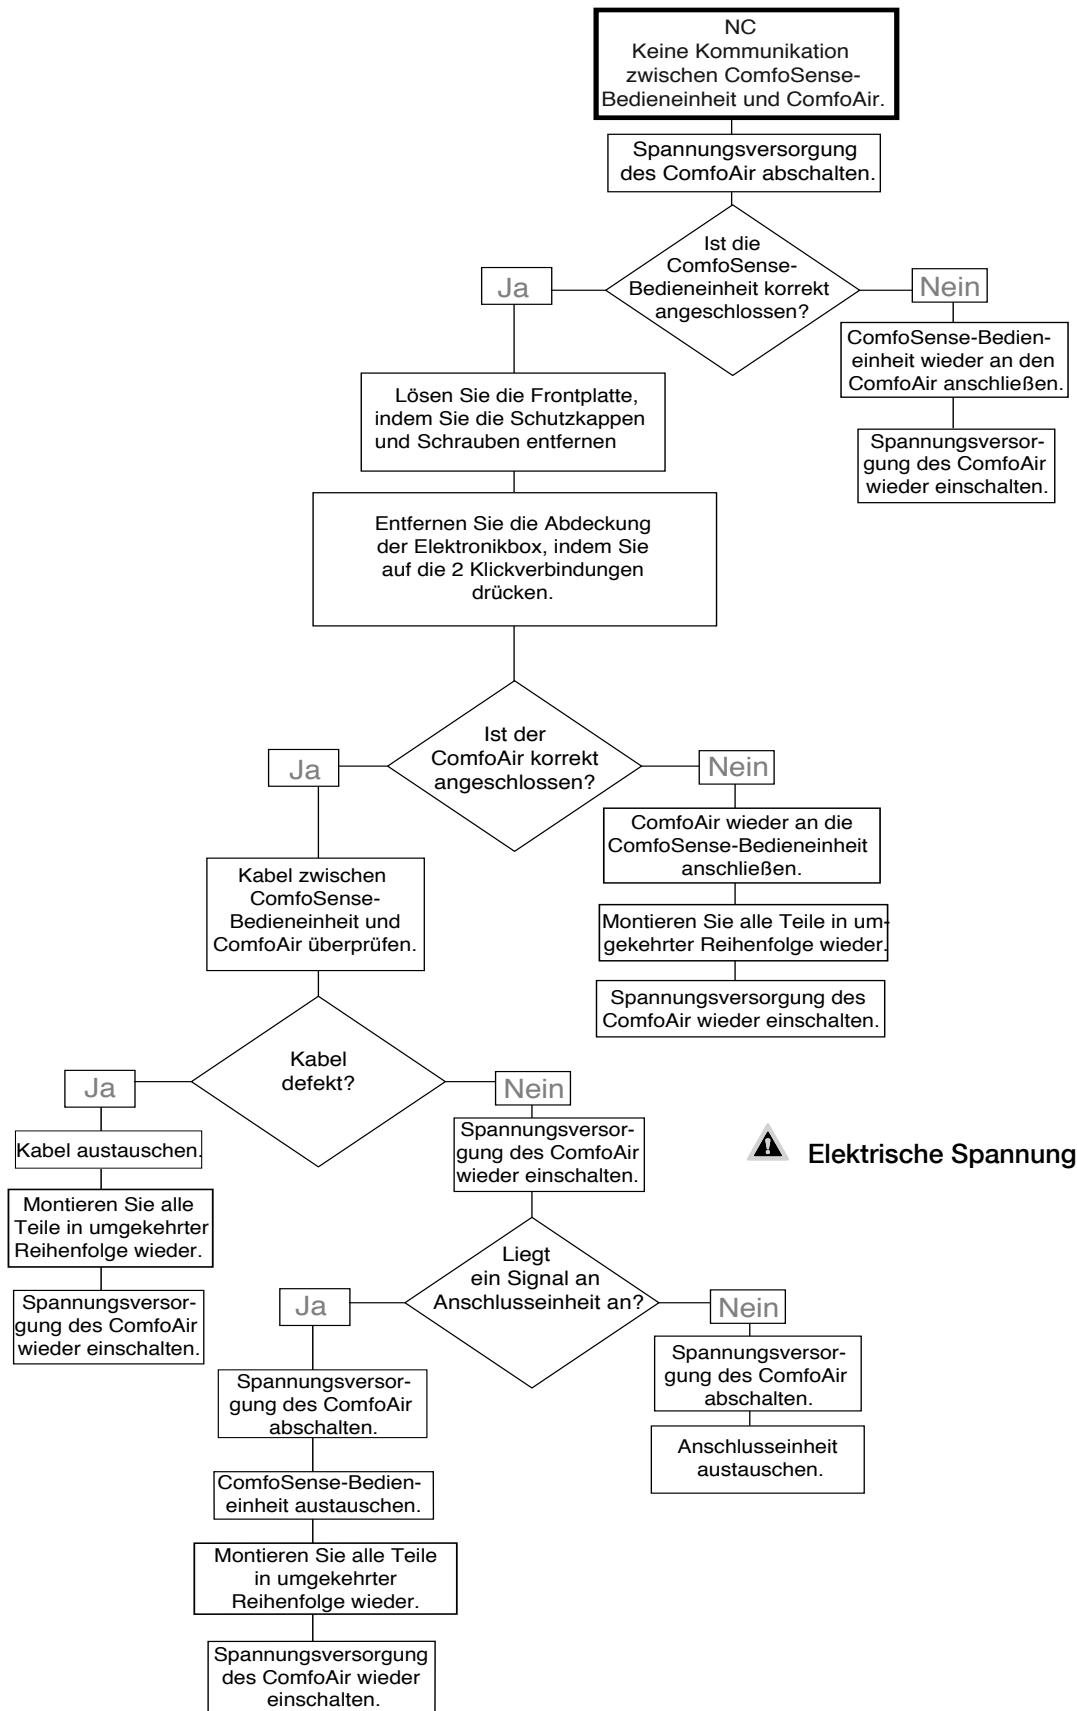 NC
Keine Kommunikation
zwischen ComfoSense-
Bedieneinheit und ComfoAir.
Spannungsversorgung
des ComfoAir abschalten.
Ist die
ComfoSense-
Bedieneinheit korrekt
angeschlossen?
Ja
Nein
ComfoSense-Bedien-
einheit wieder an den
ComfoAir anschließen.
Spannungsversor-
gung des ComfoAir
wieder einschalten.
Lösen Sie die Frontplatte,
indem Sie die Schutzkappen
und Schrauben entfernen
Entfernen Sie die Abdeckung
der Elektronikbox, indem Sie
auf die 2 Klickverbindungen
drücken.
Ist der
ComfoAir korrekt
angeschlossen?
Ja
Nein
ComfoAir wieder an die
ComfoSense-Bedieneinheit
anschließen.
Montieren Sie alle Teile in um-
gekehrter Reihenfolge wieder.
Spannungsversorgung des
ComfoAir wieder einschalten.
Kabel zwischen
ComfoSense-
Bedieneinheit und
ComfoAir überprüfen.
Kabel
defekt?
Ja
Nein
Kabel austauschen.
Montieren Sie alle
Teile in umgekehrter
Reihenfolge wieder.
Spannungsversor-
gung des ComfoAir
wieder einschalten.
Spannungsversor-
gung des ComfoAir
wieder einschalten.
Elektrische Spannung
Liegt
ein Signal an
Anschlusseinheit an?
Ja
Nein
Spannungsversor-
gung des ComfoAir
abschalten.
ComfoSense-Bedien-
einheit austauschen.
Montieren Sie alle Teile
in umgekehrter
Reihenfolge wieder.
Spannungsversorgung
des ComfoAir wieder
einschalten.
Spannungsversor-
gung des ComfoAir
abschalten.
Anschlusseinheit
austauschen.